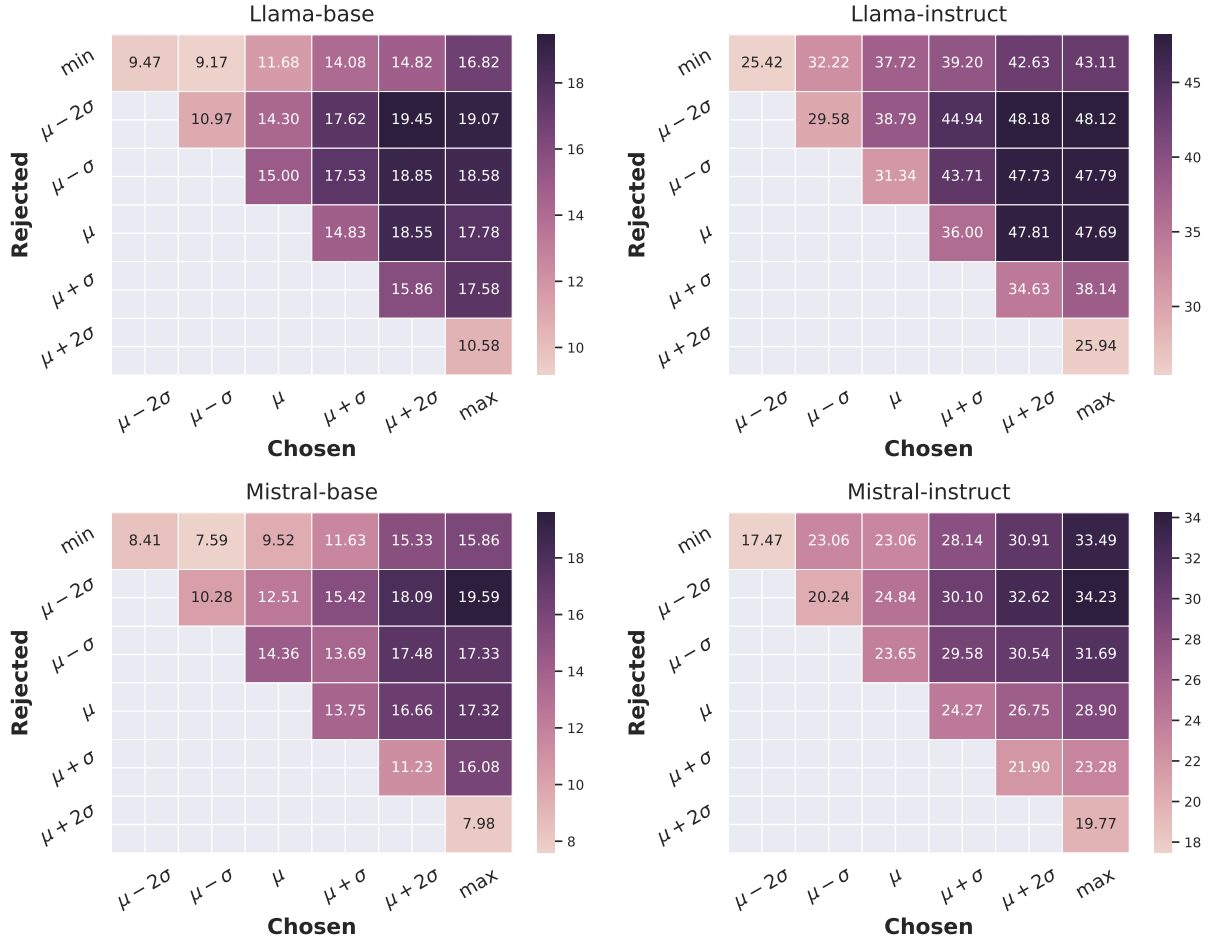 Llama-base
min 9.47 9.17 11.68 14.08 14.82 16.82
μ − 2σ 10.97 14.30 17.62 19.45 19.07
μ − σ 15.00 17.53 18.85 18.58
μ 14.83 18.55 17.78
μ + σ 15.86 17.58
μ + 2σ 10.58
Rejected
μ − 2σ μ − σ μ μ + σ μ + 2σ max
Chosen
18
16
14
12
10
Llama-instruct
min 25.42 32.22 37.72 39.20 42.63 43.11
μ − 2σ 29.58 38.79 44.94 48.18 48.12
μ − σ 31.34 43.71 47.73 47.79
μ 36.00 47.81 47.69
μ + σ 34.63 38.14
μ + 2σ 25.94
Rejected
μ − 2σ μ − σ μ μ + σ μ + 2σ max
Chosen
45
40
35
30
Mistral-base
min 8.41 7.59 9.52 11.63 15.33 15.86
μ − 2σ 10.28 12.51 15.42 18.09 19.59
μ − σ 14.36 13.69 17.48 17.33
μ 13.75 16.66 17.32
μ + σ 11.23 16.08
μ + 2σ 7.98
Rejected
μ − 2σ μ − σ μ μ + σ μ + 2σ max
Chosen
18
16
14
12
10
8
Mistral-instruct
min 17.47 23.06 23.06 28.14 30.91 33.49
μ − 2σ 20.24 24.84 30.10 32.62 34.23
μ − σ 23.65 29.58 30.54 31.69
μ 24.27 26.75 28.90
μ + σ 21.90 23.28
μ + 2σ 19.77
Rejected
μ − 2σ μ − σ μ μ + σ μ + 2σ max
Chosen
34
32
30
28
26
24
22
20
18